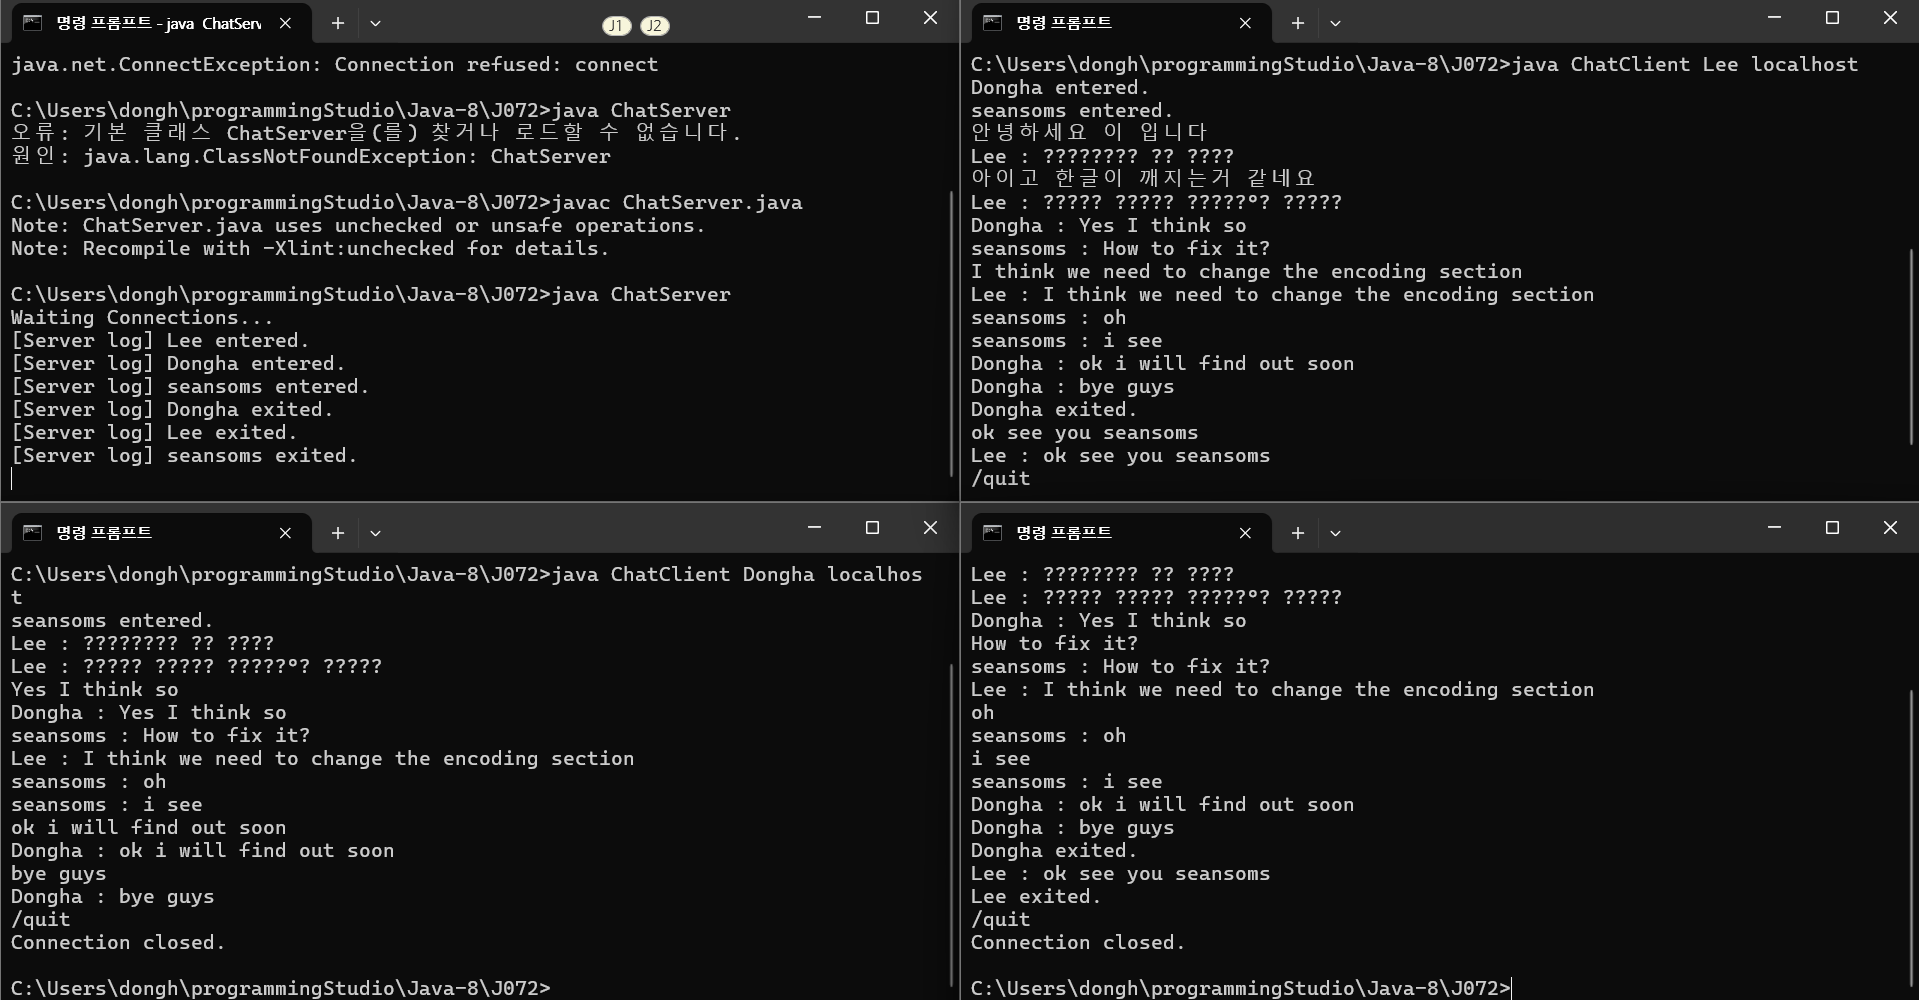 명령 프롬프트 - java  ChatServ
J1 J2
java.net.ConnectException: Connection refused: connect
C:\Users\dongh\programmingStudio\Java-8\J072>java ChatServer
오류: 기본 클래스 ChatServer을(를) 찾거나 로드할 수 없습니다.
원인: java.lang.ClassNotFoundException: ChatServer
C:\Users\dongh\programmingStudio\Java-8\J072>javac ChatServer.java
Note: ChatServer.java uses unchecked or unsafe operations.
Note: Recompile with -Xlint:unchecked for details.
C:\Users\dongh\programmingStudio\Java-8\J072>java ChatServer
Waiting Connections...
[Server log] Lee entered.
[Server log] Dongha entered.
[Server log] seansoms entered.
[Server log] Dongha exited.
[Server log] Lee exited.
[Server log] seansoms exited.
명령 프롬프트
C:\Users\dongh\programmingStudio\Java-8\J072>java ChatClient Lee localhost
Dongha entered.
seansoms entered.
안녕하세요 이 입니다
Lee : ???????? ?? ????
아이고 한글이 깨지는거 같네요
Lee : ????? ????? ?????°? ?????
Dongha : Yes I think so
seansoms : How to fix it?
I think we need to change the encoding section
Lee : I think we need to change the encoding section
seansoms : oh
seansoms : i see
Dongha : ok i will find out soon
Dongha : bye guys
Dongha exited.
ok see you seansoms
Lee : ok see you seansoms
/quit
명령 프롬프트
C:\Users\dongh\programmingStudio\Java-8\J072>java ChatClient Dongha localhos
t
seansoms entered.
Lee : ???????? ?? ????
Lee : ????? ????? ?????°? ?????
Yes I think so
Dongha : Yes I think so
seansoms : How to fix it?
Lee : I think we need to change the encoding section
seansoms : oh
seansoms : i see
ok i will find out soon
Dongha : ok i will find out soon
bye guys
Dongha : bye guys
/quit
Connection closed.
C:\Users\dongh\programmingStudio\Java-8\J072>
명령 프롬프트
Lee : ???????? ?? ????
Lee : ????? ????? ?????°? ?????
Dongha : Yes I think so
How to fix it?
seansoms : How to fix it?
Lee : I think we need to change the encoding section
oh
seansoms : oh
i see
seansoms : i see
Dongha : ok i will find out soon
Dongha : bye guys
Dongha exited.
Lee : ok see you seansoms
Lee exited.
/quit
Connection closed.
C:\Users\dongh\programmingStudio\Java-8\J072>